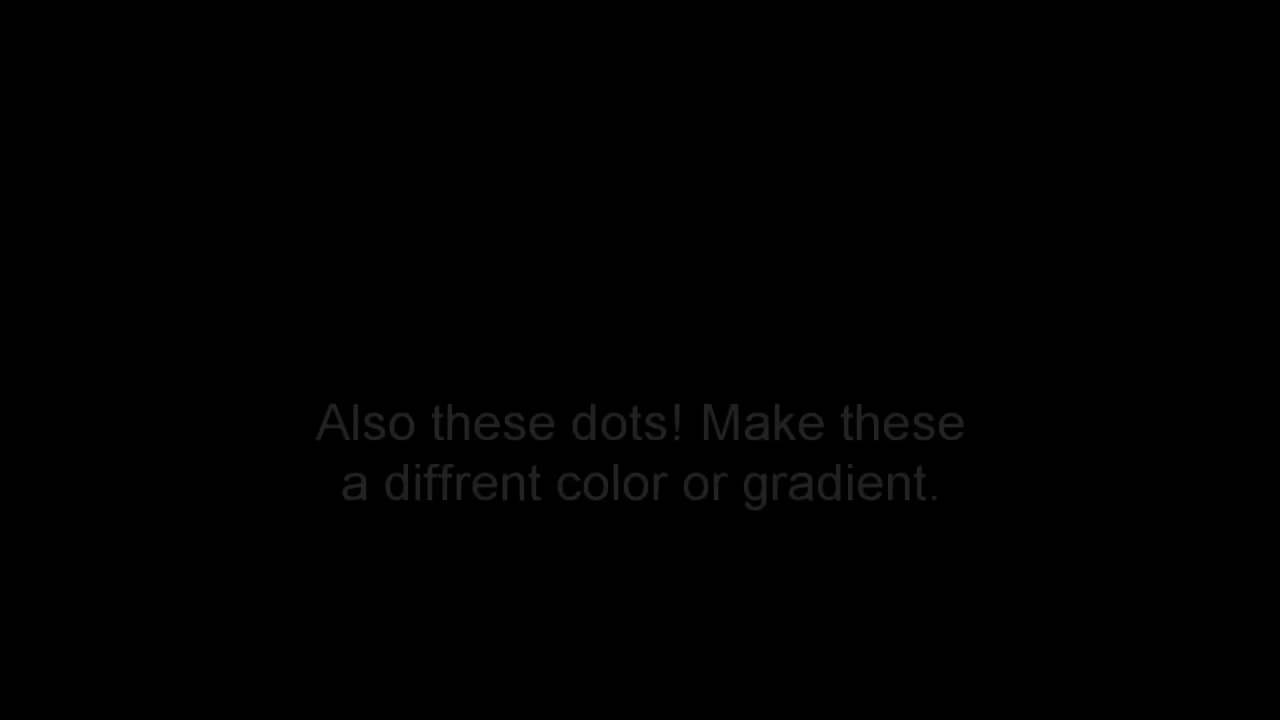 Also these dots! Make these
a diffrent color or gradient.